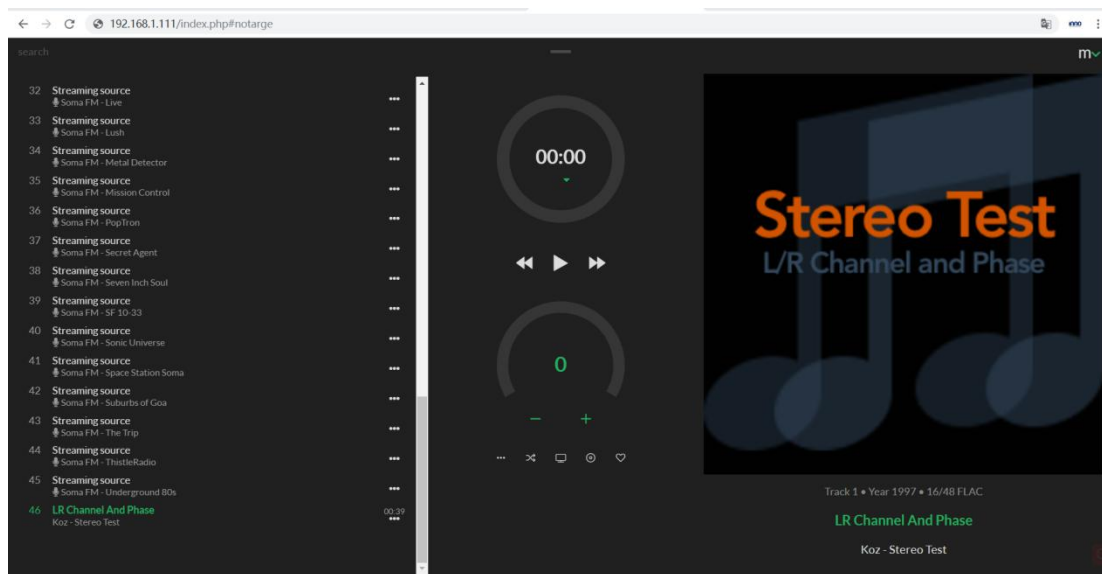 192.168.1.111/index.php#notarge
search
m
32 Streaming source
Soma FM - Live
33 Streaming source
Soma FM - Lush
34 Streaming source
Soma FM - Metal Detector
35 Streaming source
Soma FM - Mission Control
36 Streaming source
Soma FM - PopTron
37 Streaming source
Soma FM - Secret Agent
38 Streaming source
Soma FM - Seven Inch Soul
39 Streaming source
Soma FM - SF 10-33
40 Streaming source
Soma FM - Sonic Universe
41 Streaming source
Soma FM - Space Station Soma
42 Streaming source
Soma FM - Suburbs of Goa
43 Streaming source
Soma FM - The Trip
44 Streaming source
Soma FM - ThistleRadio
45 Streaming source
Soma FM - Underground 80s
46 LR Channel And Phase 00:39
Koz - Stereo Test
00:00
0
Stereo Test
L/R Channel and Phase
Track 1 • Year 1997 • 16/48 FLAC
LR Channel And Phase
Koz - Stereo Test